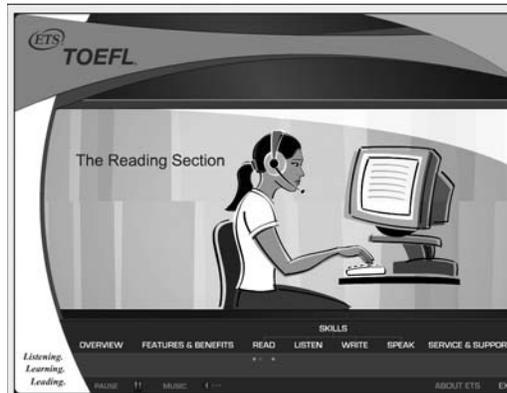 ETS
TOEFL
The Reading Section
SKILLS
OVERVIEW FEATURES & BENEFITS READ LISTEN WRITE SPEAK SERVICE & SUPPOR
Listening.
Learning.
Leading.
PAUSE MUSIC ABOUT ETS EX